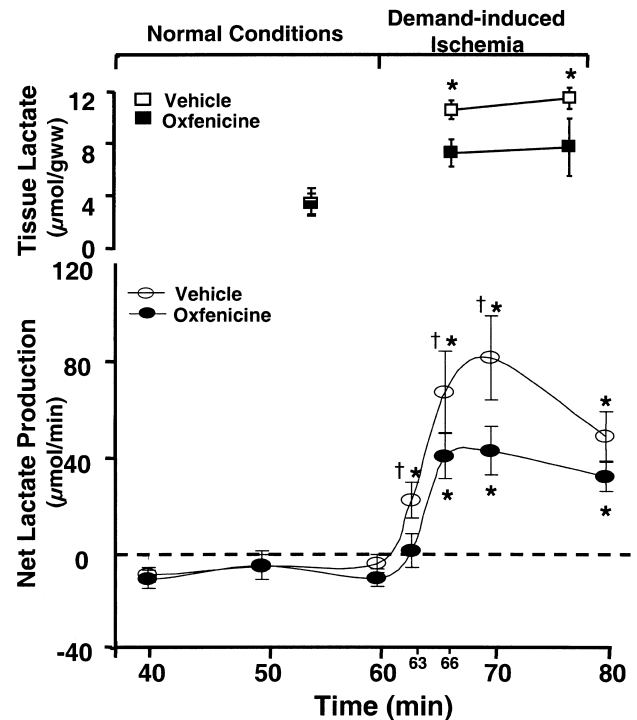 Normal Conditions
Demand-induced
Ischemia
Tissue Lactate
(µmol/gww)
12
8
4
0
Vehicle
Oxfenicine
*
*
Net Lactate Production
(µmol/min)
120
80
40
0
-40
Vehicle
Oxfenicine
†*
†*
†*
*
*
*
*
40
50
60
63
66
70
80
Time (min)